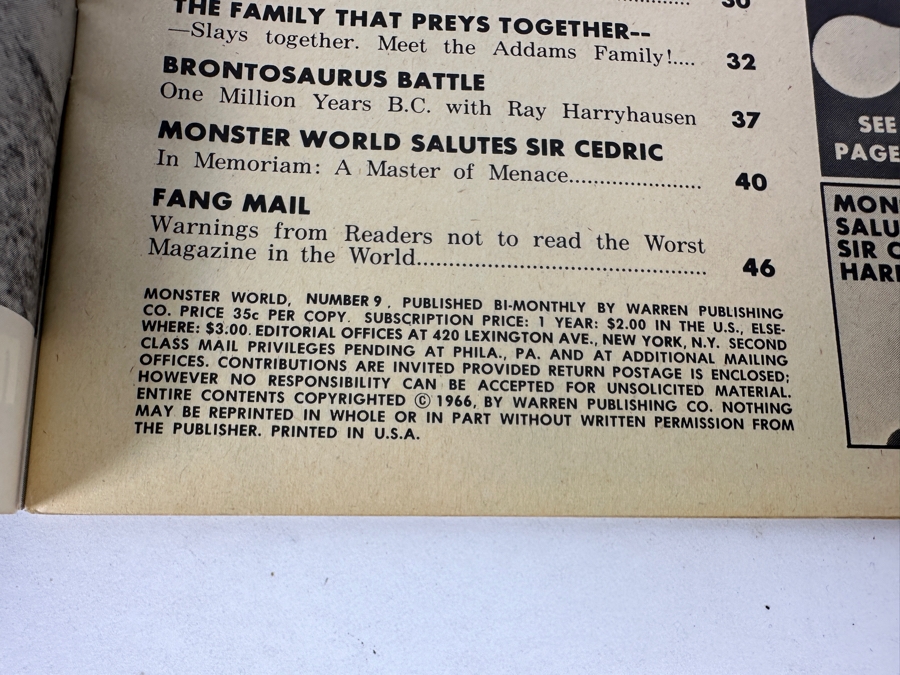 30
THE FAMILY THAT PREYS TOGETHER--
—Slays together. Meet the Addams Family!.... 32
BRONTOSAURUS BATTLE
One Million Years B.C. with Ray Harryhausen 37
MONSTER WORLD SALUTES SIR CEDRIC
In Memoriam: A Master of Menace...................... 40
FANG MAIL
Warnings from Readers not to read the Worst
Magazine in the World................................................ 46
MONSTER WORLD, NUMBER 9. PUBLISHED BI-MONTHLY BY WARREN PUBLISHING
CO. PRICE 35c PER COPY. SUBSCRIPTION PRICE: 1 YEAR: $2.00 IN THE U.S., ELSE-
WHERE: $3.00. EDITORIAL OFFICES AT 420 LEXINGTON AVE., NEW YORK, N.Y. SECOND
CLASS MAIL PRIVILEGES PENDING AT PHILA., PA. AND AT ADDITIONAL MAILING
OFFICES. CONTRIBUTIONS ARE INVITED PROVIDED RETURN POSTAGE IS ENCLOSED;
HOWEVER NO RESPONSIBILITY CAN BE ACCEPTED FOR UNSOLICITED MATERIAL.
ENTIRE CONTENTS COPYRIGHTED © 1966, BY WARREN PUBLISHING CO. NOTHING
MAY BE REPRINTED IN WHOLE OR IN PART WITHOUT WRITTEN PERMISSION FROM
THE PUBLISHER. PRINTED IN U.S.A.
SEE
PAGE
MON
SALU
SIR C
HARD